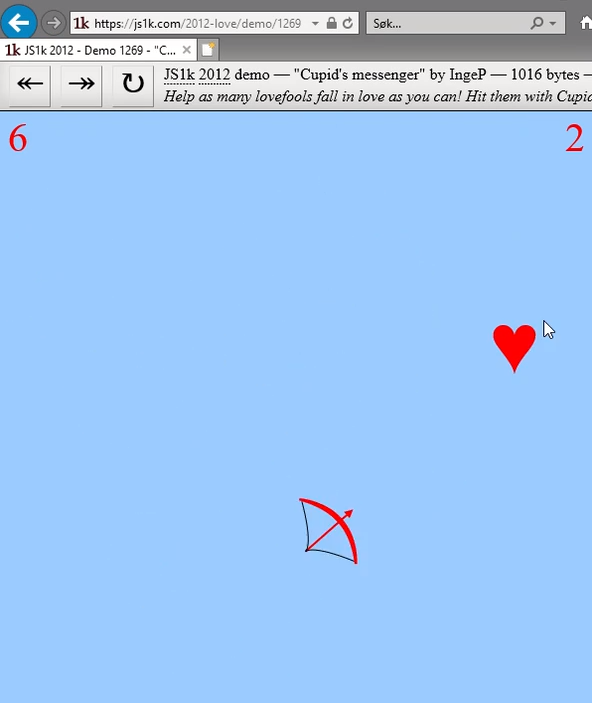 1k https://js1k.com/2012-love/demo/1269 Søk...
1k JS1k 2012 - Demo 1269 - "C...
JS1k 2012 demo — "Cupid's messenger" by IngeP — 1016 bytes —
Help as many lovefools fall in love as you can! Hit them with Cupid
6 2